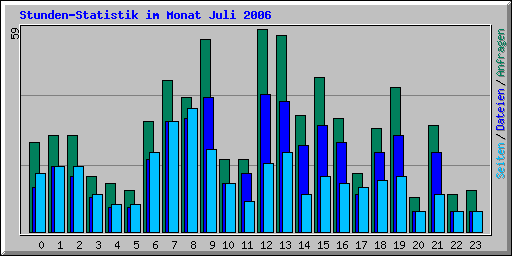 Stunden-Statistik im Monat Juli 2006
59
Seiten/Dateien/Anfragen
0 1 2 3 4 5 6 7 8 9 10 11 12 13 14 15 16 17 18 19 20 21 22 23